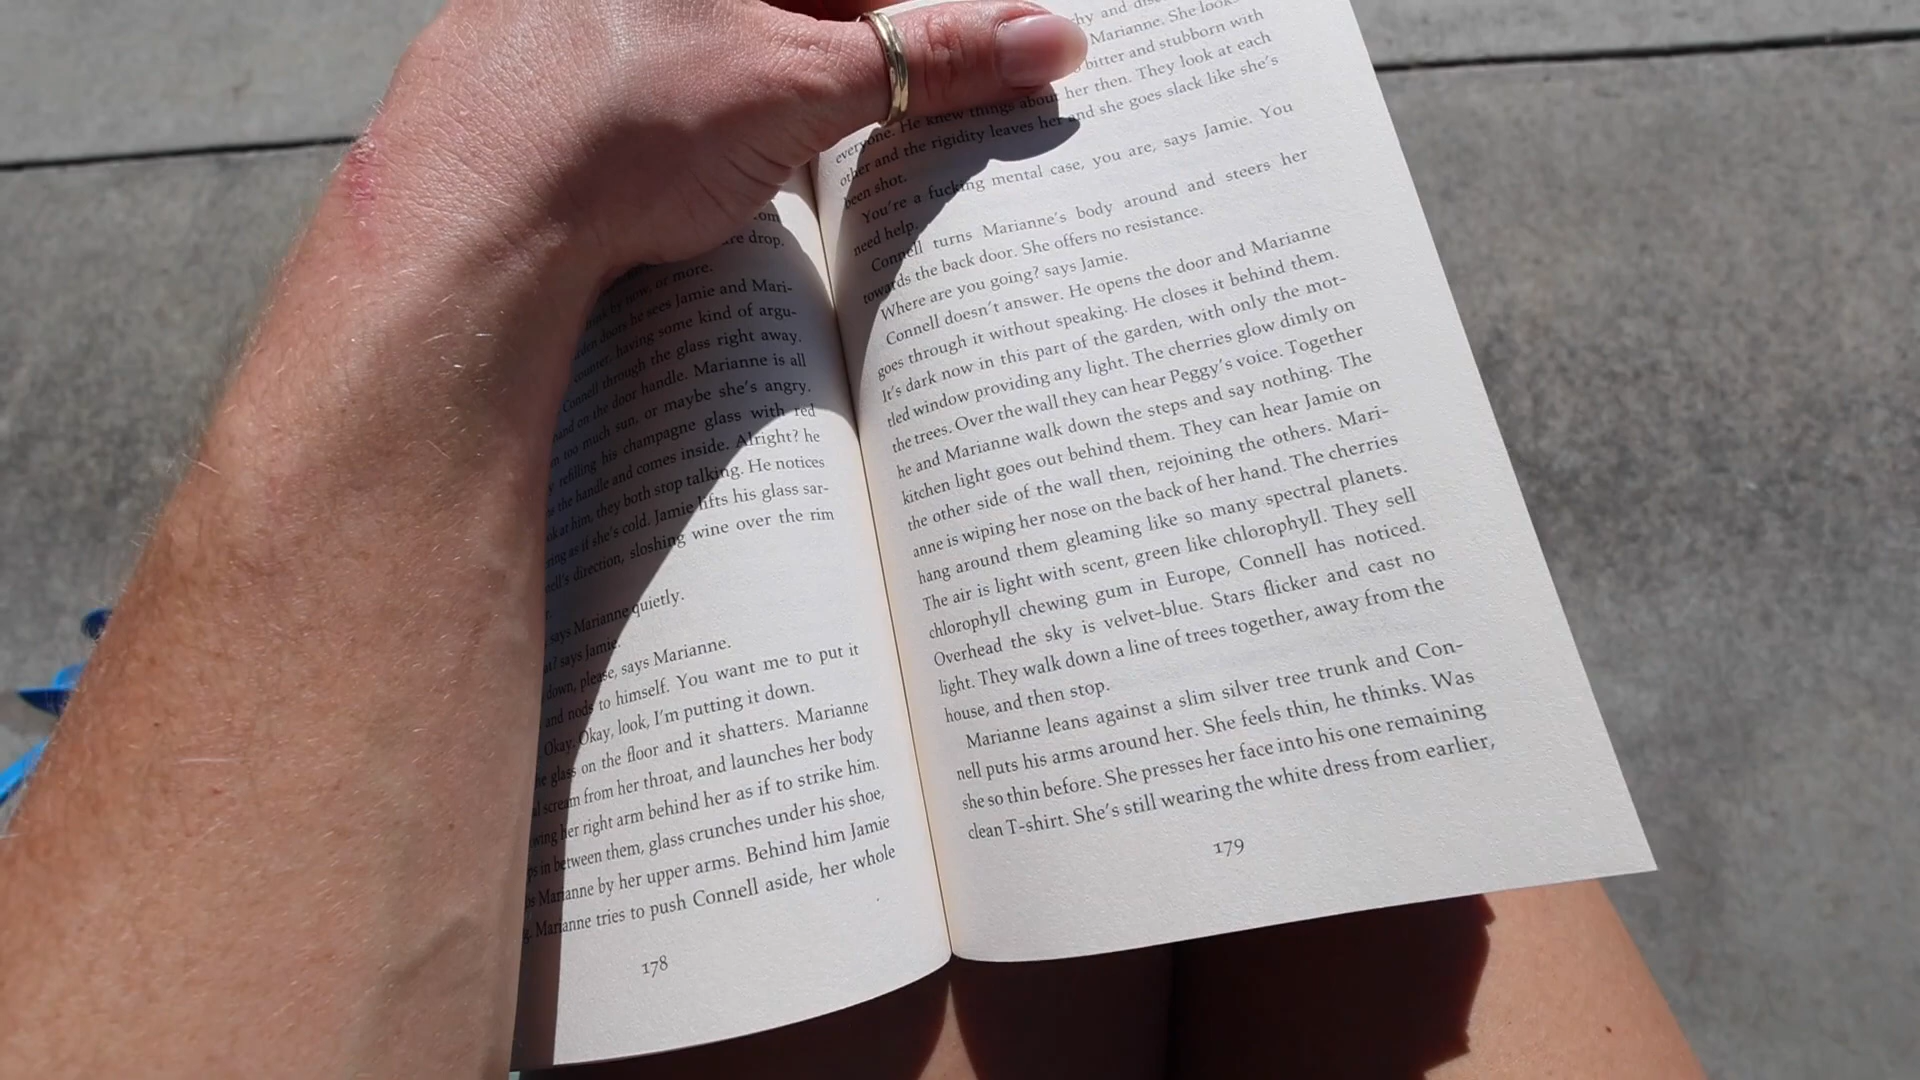 om
re drop.
by now, or more.
doors he sees Jamie and Mari-
counter, having some kind of argu-
Connell through the glass right away.
hand on the door handle. Marianne is all
too much sun, or maybe she's angry.
refilling his champagne glass with red
the handle and comes inside. Alright? he
at him, they both stop talking. He notices
as if she's cold. Jamie lifts his glass sar-
direction, sloshing wine over the rim
says Marianne quietly.
says Jamie.
down, please, says Marianne.
and nods to himself. You want me to put it
Okay. Okay, look, I'm putting it down.
glass on the floor and it shatters. Marianne
scream from her throat, and launches her body
her right arm behind her as if to strike him.
in between them, glass crunches under his shoe,
Marianne by her upper arms. Behind him Jamie
Marianne tries to push Connell aside, her whole
178
hy and
Marianne. She looks
bitter and stubborn with
everyone. He knew things about her then. They look at each
other and the rigidity leaves her and she goes slack like she's
been shot.
You're a fucking mental case, you are, says Jamie. You
need help.
Connell turns Marianne's body around and steers her
towards the back door. She offers no resistance.
Where are you going? says Jamie.
Connell doesn't answer. He opens the door and Marianne
goes through it without speaking. He closes it behind them.
It's dark now in this part of the garden, with only the mot-
tled window providing any light. The cherries glow dimly on
the trees. Over the wall they can hear Peggy's voice. Together
he and Marianne walk down the steps and say nothing. The
kitchen light goes out behind them. They can hear Jamie on
the other side of the wall then, rejoining the others. Mari-
anne is wiping her nose on the back of her hand. The cherries
hang around them gleaming like so many spectral planets.
The air is light with scent, green like chlorophyll. They sell
chlorophyll chewing gum in Europe, Connell has noticed.
Overhead the sky is velvet-blue. Stars flicker and cast no
light. They walk down a line of trees together, away from the
house, and then stop.
Marianne leans against a slim silver tree trunk and Con-
nell puts his arms around her. She feels thin, he thinks. Was
she so thin before. She presses her face into his one remaining
clean T-shirt. She's still wearing the white dress from earlier,
179